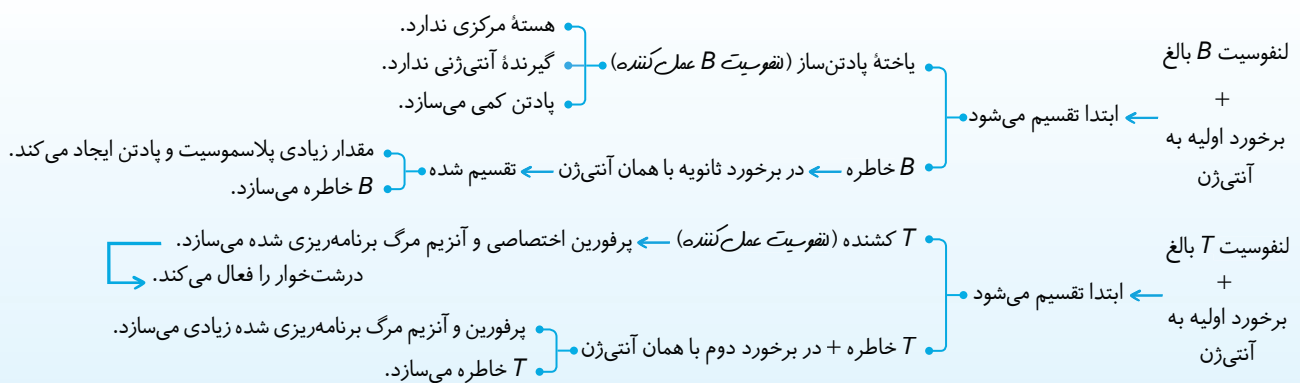 لنفوسیت B بالغ
+
برخورد اولیه به
آنتی‌ژن
ابتدا تقسیم می‌شود
یاختهٔ پادتن‌ساز (لنفوسیت B عمل‌کننده)
هستهٔ مرکزی ندارد.
گیرندهٔ آنتی‌ژنی ندارد.
پادتن کمی می‌سازد.
B خاطره
در برخورد ثانویه با همان آنتی‌ژن
تقسیم شده
مقدار زیادی پلاسموسیت و پادتن ایجاد می‌کند.
B خاطره می‌سازد.
لنفوسیت T بالغ
+
برخورد اولیه به
آنتی‌ژن
ابتدا تقسیم می‌شود
T کشنده (لنفوسیت عمل‌کننده)
پرفورین اختصاصی و آنزیم مرگ برنامه‌ریزی شده می‌سازد.
درشت‌خوار را فعال می‌کند.
T خاطره + در برخورد دوم با همان آنتی‌ژن
پرفورین و آنزیم مرگ برنامه‌ریزی شده زیادی می‌سازد.
T خاطره می‌سازد.